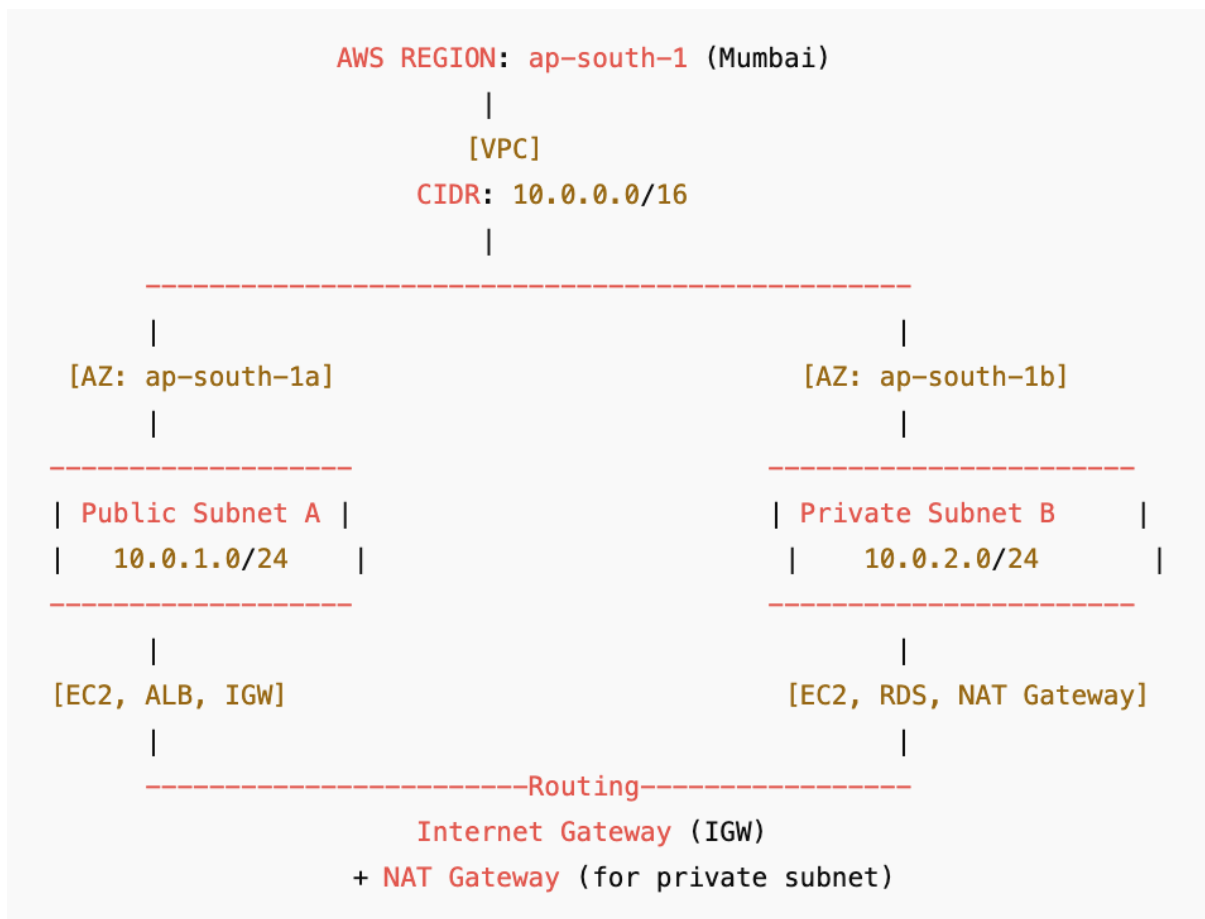 AWS REGION: ap-south-1 (Mumbai)
|
[VPC]
CIDR: 10.0.0.0/16
|
------------------------------------------------
| |
[AZ: ap-south-1a] [AZ: ap-south-1b]
| |
------------------- -----------------------
| Public Subnet A | | Private Subnet B |
| 10.0.1.0/24 | | 10.0.2.0/24 |
------------------- -----------------------
| |
[EC2, ALB, IGW] [EC2, RDS, NAT Gateway]
| |
------------------------Routing-----------------
Internet Gateway (IGW)
+ NAT Gateway (for private subnet)